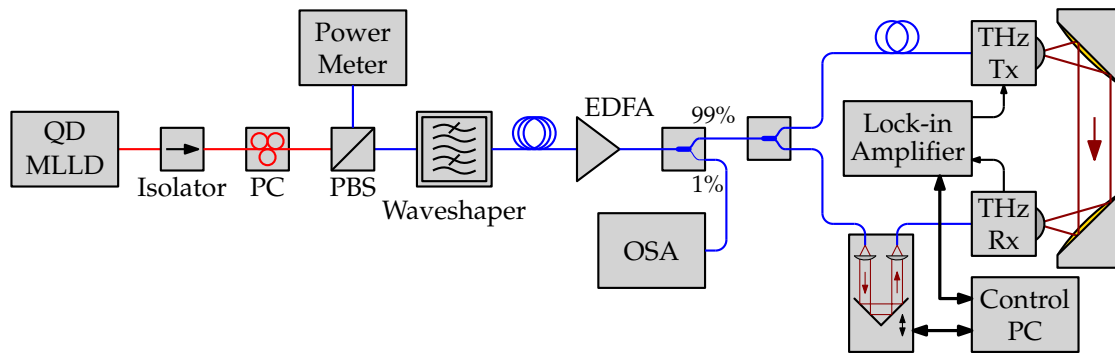 QD
MLLD
Isolator
PC
Power
Meter
PBS
Waveshaper
EDFA
99%
1%
OSA
THz
Tx
Lock-in
Amplifier
THz
Rx
Control
PC